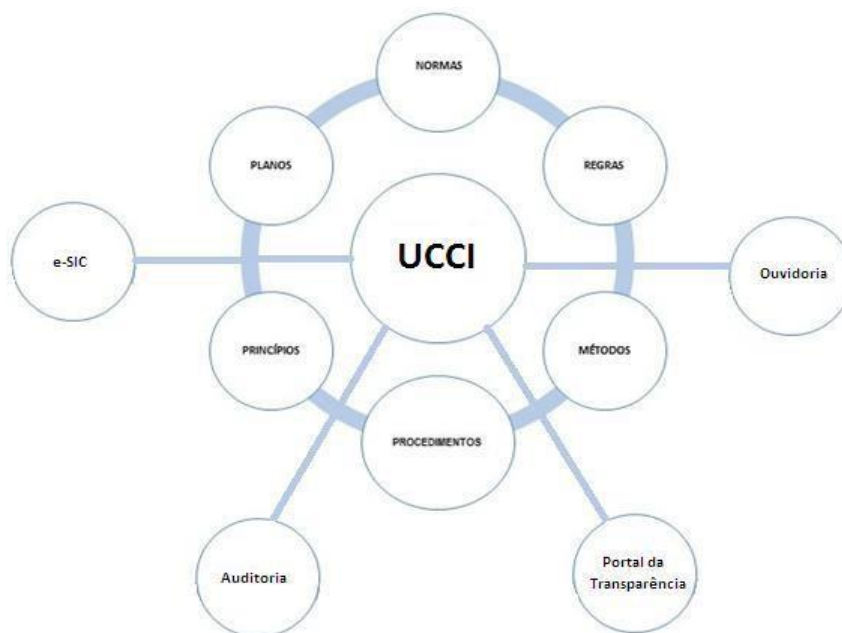 NORMAS
PLANOS
REGRAS
UCCI
e-SIC
Ouvidoria
PRINCÍPIOS
MÉTODOS
PROCEDIMENTOS
Auditoria
Portal da
Transparência